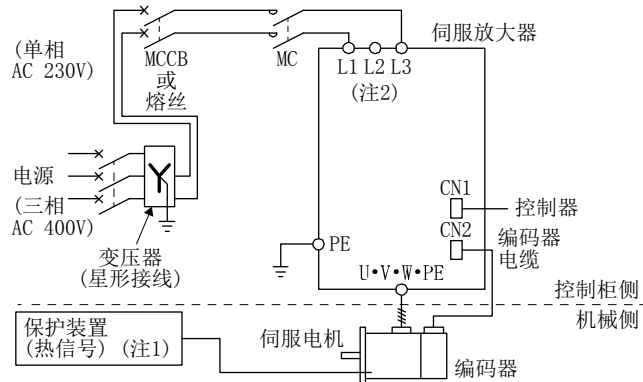 (单相
AC 230V)
MCCB
或
熔丝
MC
伺服放大器
L1 L2 L3
(注2)
电源
(三相
AC 400V)
变压器
(星形接线)
PE
CN1
控制器
CN2
编码器
电缆
U•V•W•PE
控制柜侧
机械侧
保护装置
(热信号) (注1)
伺服电机
编码器